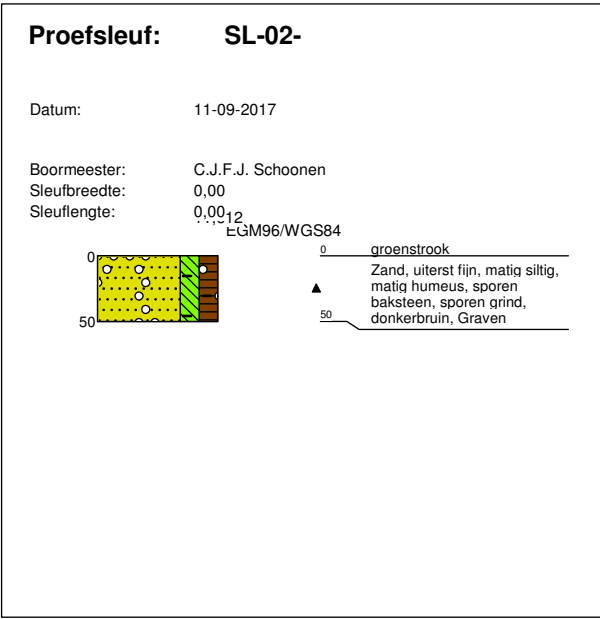 Proefsleuf: SL-02-
Datum: 11-09-2017
Boormeester: C.J.F.J. Schoonen
Sleufbreedte: 0,00
Sleuflengte: 0,00
EGM96/WGS84
0
50
0 groenstrook
Zand, uiterst fijn, matig siltig,
matig humeus, sporen
baksteen, sporen grind,
50 donkerbruin, Graven